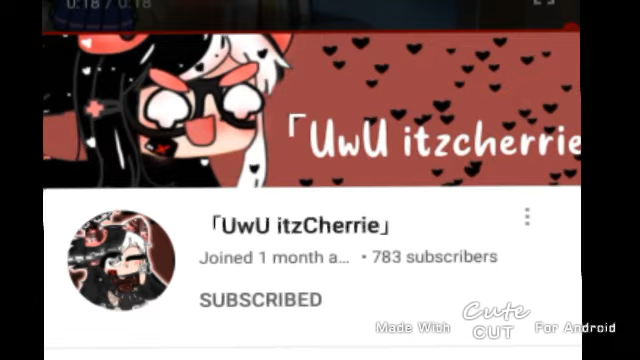 0:18 / 0:18
「UwU itzcherrie
「UwU itzCherrie」
Joined 1 month a... • 783 subscribers
SUBSCRIBED
Made With Cute CUT For Android